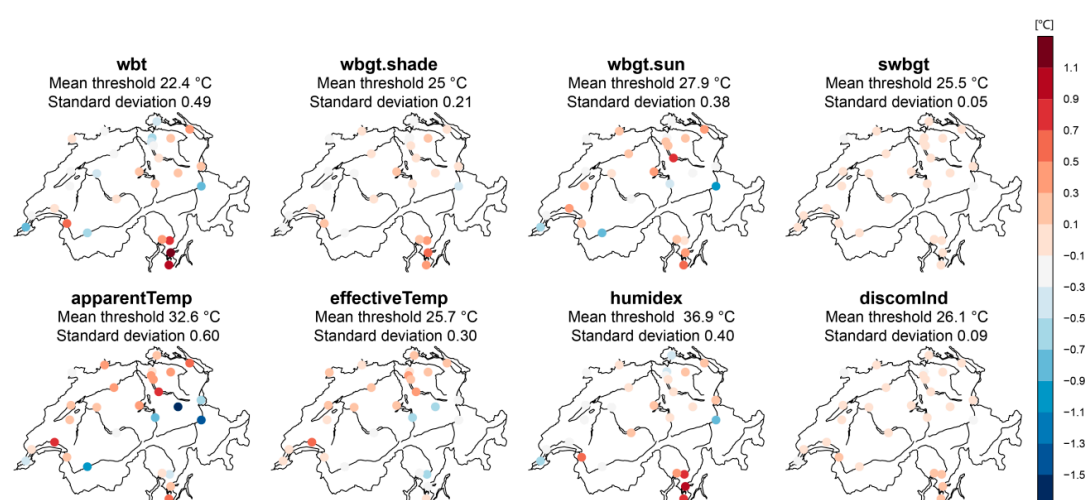 [°C]
wbt
Mean threshold 22.4 °C
Standard deviation 0.49
wbgt.shade
Mean threshold 25 °C
Standard deviation 0.21
wbgt.sun
Mean threshold 27.9 °C
Standard deviation 0.38
swbgt
Mean threshold 25.5 °C
Standard deviation 0.05
apparentTemp
Mean threshold 32.6 °C
Standard deviation 0.60
effectiveTemp
Mean threshold 25.7 °C
Standard deviation 0.30
humidex
Mean threshold 36.9 °C
Standard deviation 0.40
discomInd
Mean threshold 26.1 °C
Standard deviation 0.09
1.1
0.9
0.7
0.5
0.3
0.1
−0.1
−0.3
−0.5
−0.7
−0.9
−1.1
−1.3
−1.5